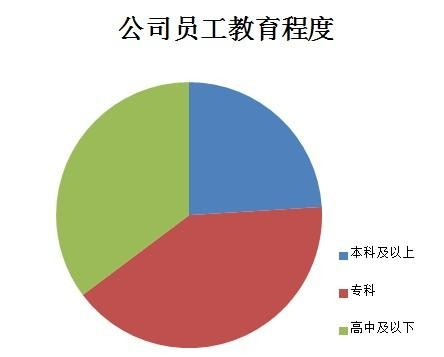 公司员工教育程度
本科及以上
专科
高中及以下